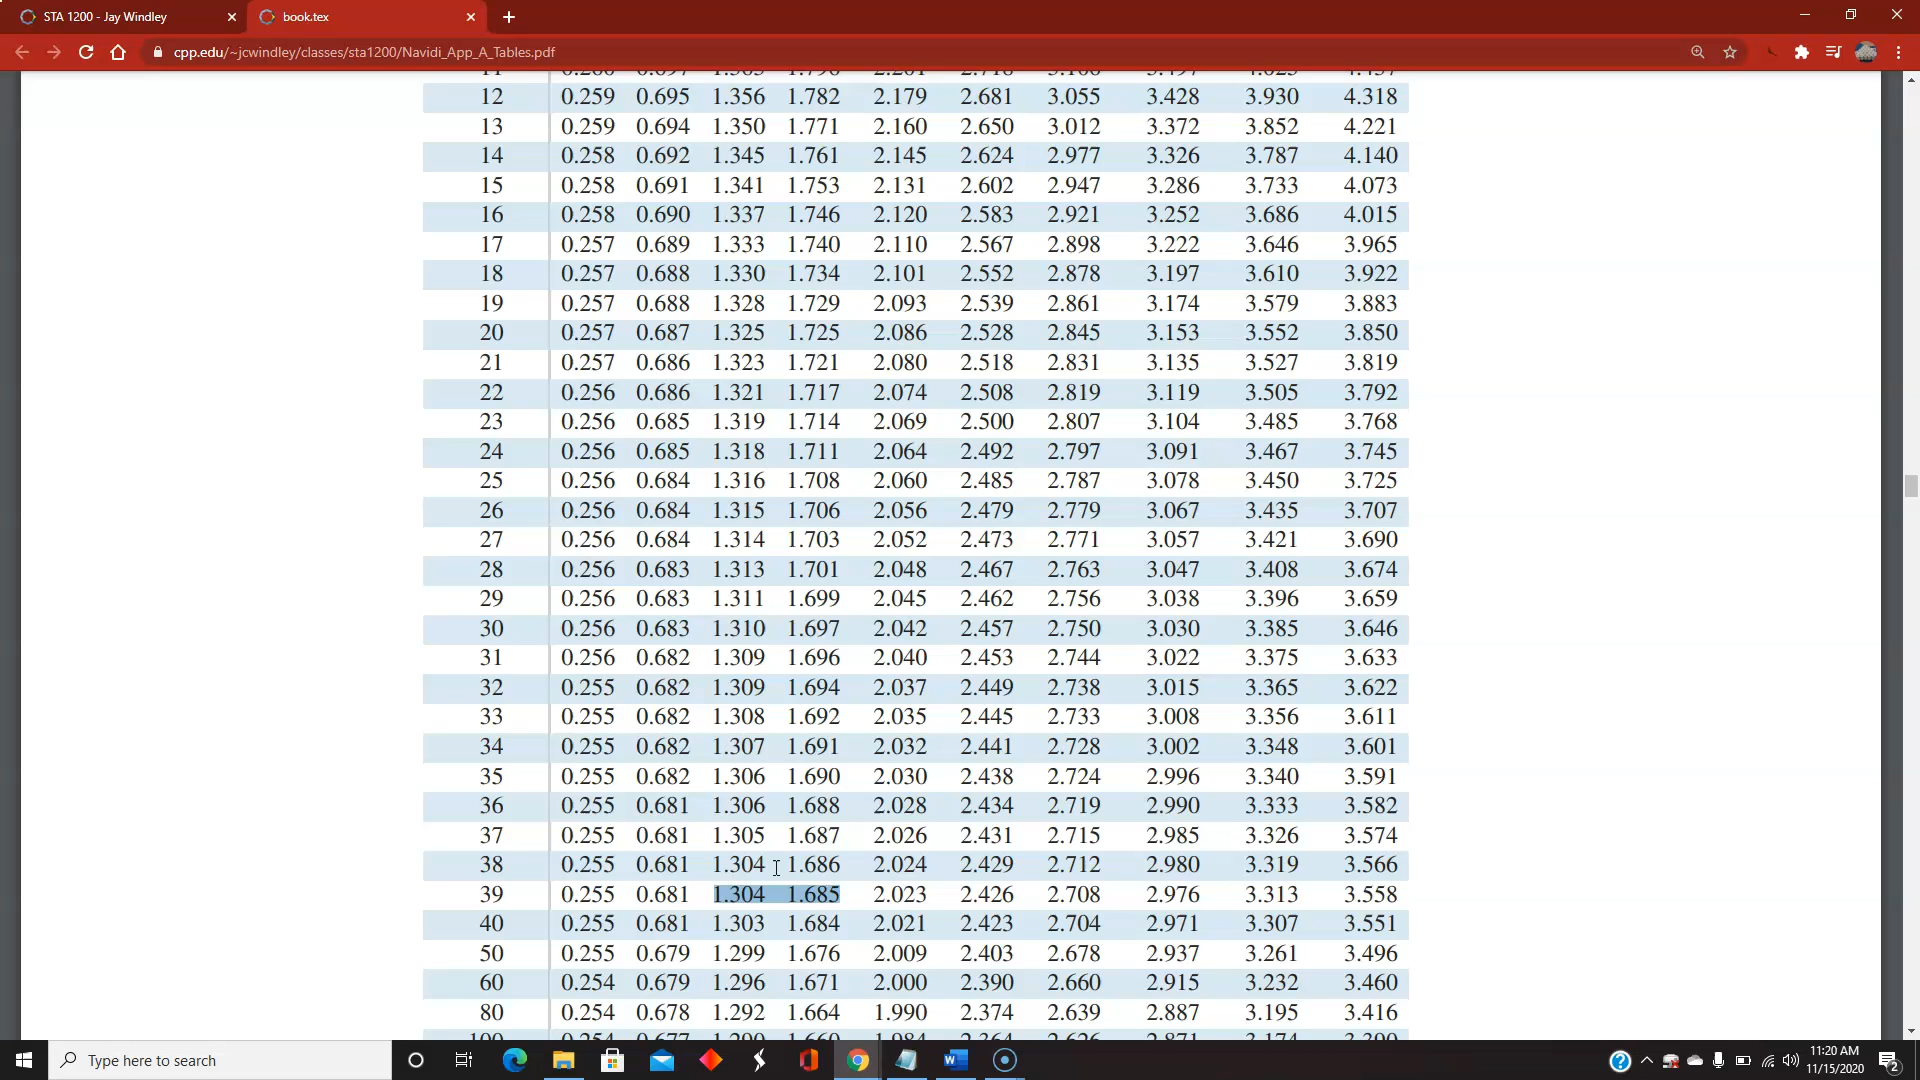 STA 1200 - Jay Windley
book.tex
cpp.edu/~jcwindley/classes/sta1200/Navidi_App_A_Tables.pdf
12 0.259 0.695 1.356 1.782 2.179 2.681 3.055 3.428 3.930 4.318
13 0.259 0.694 1.350 1.771 2.160 2.650 3.012 3.372 3.852 4.221
14 0.258 0.692 1.345 1.761 2.145 2.624 2.977 3.326 3.787 4.140
15 0.258 0.691 1.341 1.753 2.131 2.602 2.947 3.286 3.733 4.073
16 0.258 0.690 1.337 1.746 2.120 2.583 2.921 3.252 3.686 4.015
17 0.257 0.689 1.333 1.740 2.110 2.567 2.898 3.222 3.646 3.965
18 0.257 0.688 1.330 1.734 2.101 2.552 2.878 3.197 3.610 3.922
19 0.257 0.688 1.328 1.729 2.093 2.539 2.861 3.174 3.579 3.883
20 0.257 0.687 1.325 1.725 2.086 2.528 2.845 3.153 3.552 3.850
21 0.257 0.686 1.323 1.721 2.080 2.518 2.831 3.135 3.527 3.819
22 0.256 0.686 1.321 1.717 2.074 2.508 2.819 3.119 3.505 3.792
23 0.256 0.685 1.319 1.714 2.069 2.500 2.807 3.104 3.485 3.768
24 0.256 0.685 1.318 1.711 2.064 2.492 2.797 3.091 3.467 3.745
25 0.256 0.684 1.316 1.708 2.060 2.485 2.787 3.078 3.450 3.725
26 0.256 0.684 1.315 1.706 2.056 2.479 2.779 3.067 3.435 3.707
27 0.256 0.684 1.314 1.703 2.052 2.473 2.771 3.057 3.421 3.690
28 0.256 0.683 1.313 1.701 2.048 2.467 2.763 3.047 3.408 3.674
29 0.256 0.683 1.311 1.699 2.045 2.462 2.756 3.038 3.396 3.659
30 0.256 0.683 1.310 1.697 2.042 2.457 2.750 3.030 3.385 3.646
31 0.256 0.682 1.309 1.696 2.040 2.453 2.744 3.022 3.375 3.633
32 0.255 0.682 1.309 1.694 2.037 2.449 2.738 3.015 3.365 3.622
33 0.255 0.682 1.308 1.692 2.035 2.445 2.733 3.008 3.356 3.611
34 0.255 0.682 1.307 1.691 2.032 2.441 2.728 3.002 3.348 3.601
35 0.255 0.682 1.306 1.690 2.030 2.438 2.724 2.996 3.340 3.591
36 0.255 0.681 1.306 1.688 2.028 2.434 2.719 2.990 3.333 3.582
37 0.255 0.681 1.305 1.687 2.026 2.431 2.715 2.985 3.326 3.574
38 0.255 0.681 1.304 1.686 2.024 2.429 2.712 2.980 3.319 3.566
39 0.255 0.681 1.304 1.685 2.023 2.426 2.708 2.976 3.313 3.558
40 0.255 0.681 1.303 1.684 2.021 2.423 2.704 2.971 3.307 3.551
50 0.255 0.679 1.299 1.676 2.009 2.403 2.678 2.937 3.261 3.496
60 0.254 0.679 1.296 1.671 2.000 2.390 2.660 2.915 3.232 3.460
80 0.254 0.678 1.292 1.664 1.990 2.374 2.639 2.887 3.195 3.416
Type here to search
11:20 AM
11/15/2020
2